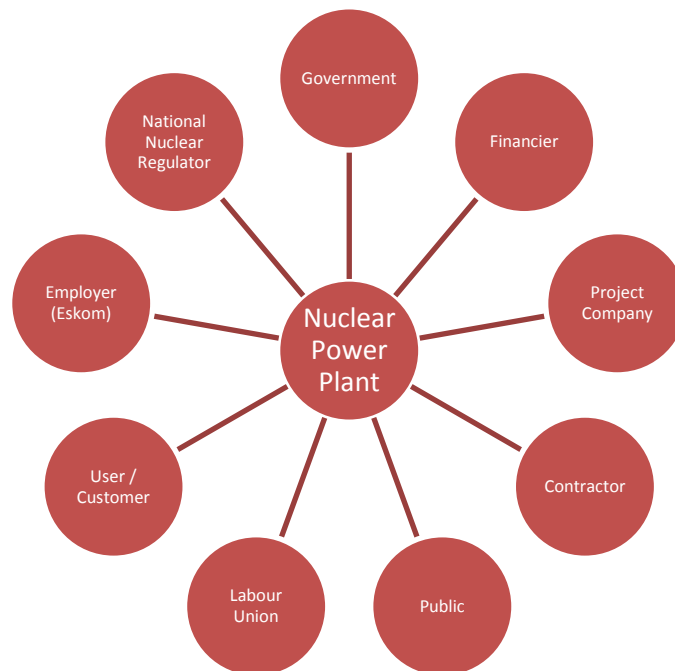 Government
Financier
Project
Company
Contractor
Public
Labour
Union
User /
Customer
Employer
(Eskom)
National
Nuclear
Regulator
Nuclear
Power
Plant